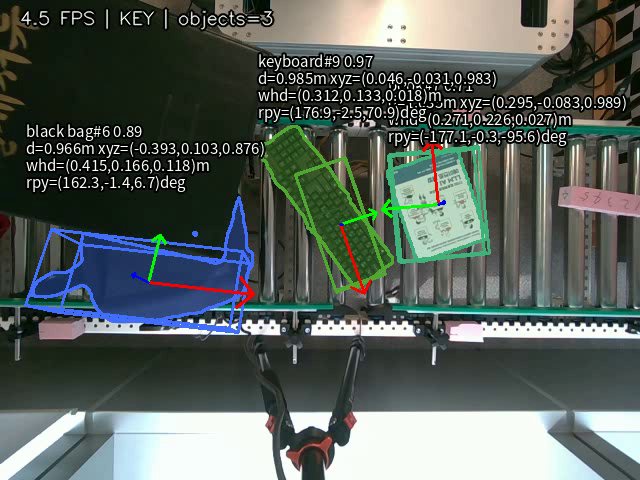 4.5 FPS | KEY | objects=3
keyboard#9 0.97
d=0.985m xyz=(0.046,-0.031,0.983)
whd=(0.312,0.133,0.018)m
rpy=(176.9,-2.5,70.9)deg
0.71
xyz=(0.295,-0.083,0.989)
(0.271,0.226,0.027)m
rpy=(-177.1,-0.3,-95.6)deg
black bag#6 0.89
d=0.966m xyz=(-0.393,0.103,0.876)
whd=(0.415,0.166,0.118)m
rpy=(162.3,-1.4,6.7)deg